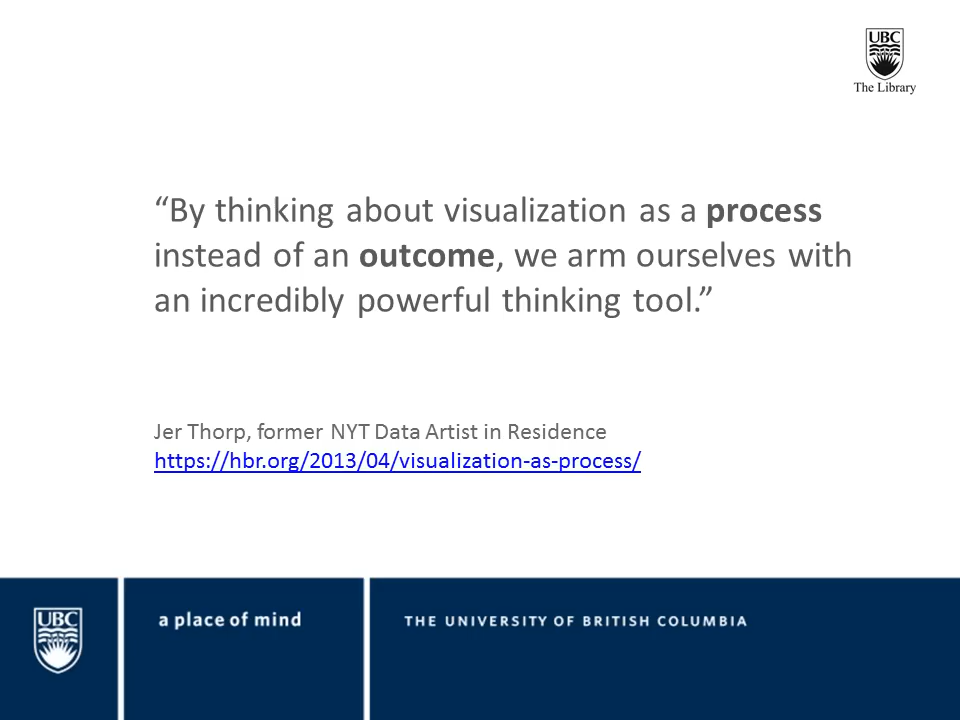 UBC
The Library
“By thinking about visualization as a process
instead of an outcome, we arm ourselves with
an incredibly powerful thinking tool.”
Jer Thorp, former NYT Data Artist in Residence
https://hbr.org/2013/04/visualization-as-process/
UBC
a place of mind
THE UNIVERSITY OF BRITISH COLUMBIA